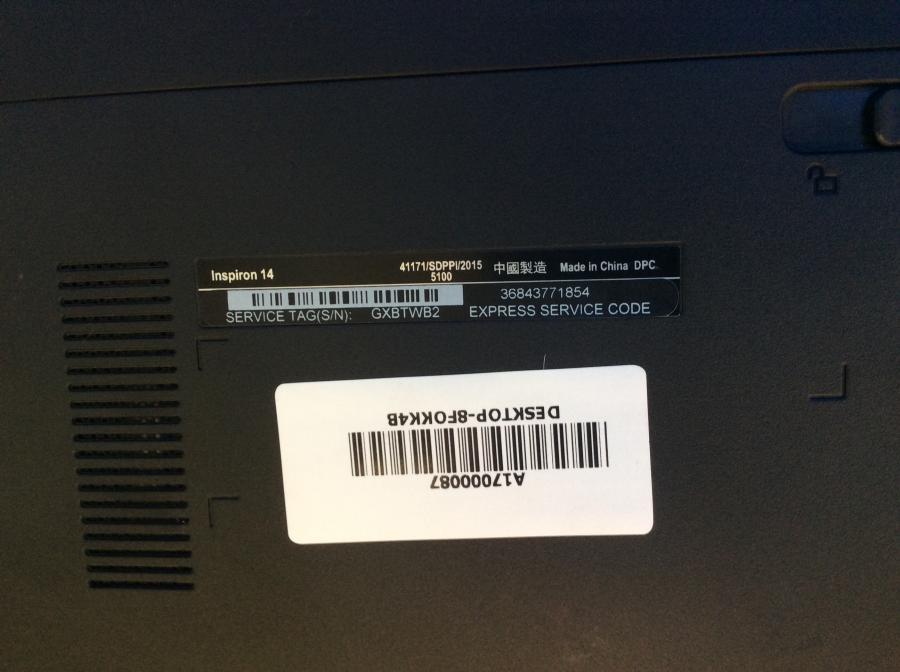 Inspiron 14
41171/SDPPI/2015
5100
中國製造 Made in China DPC
SERVICE TAG(S/N): GXBTWB2
36843771854
EXPRESS SERVICE CODE
A17000087
DESKTOP-8FOKK4B